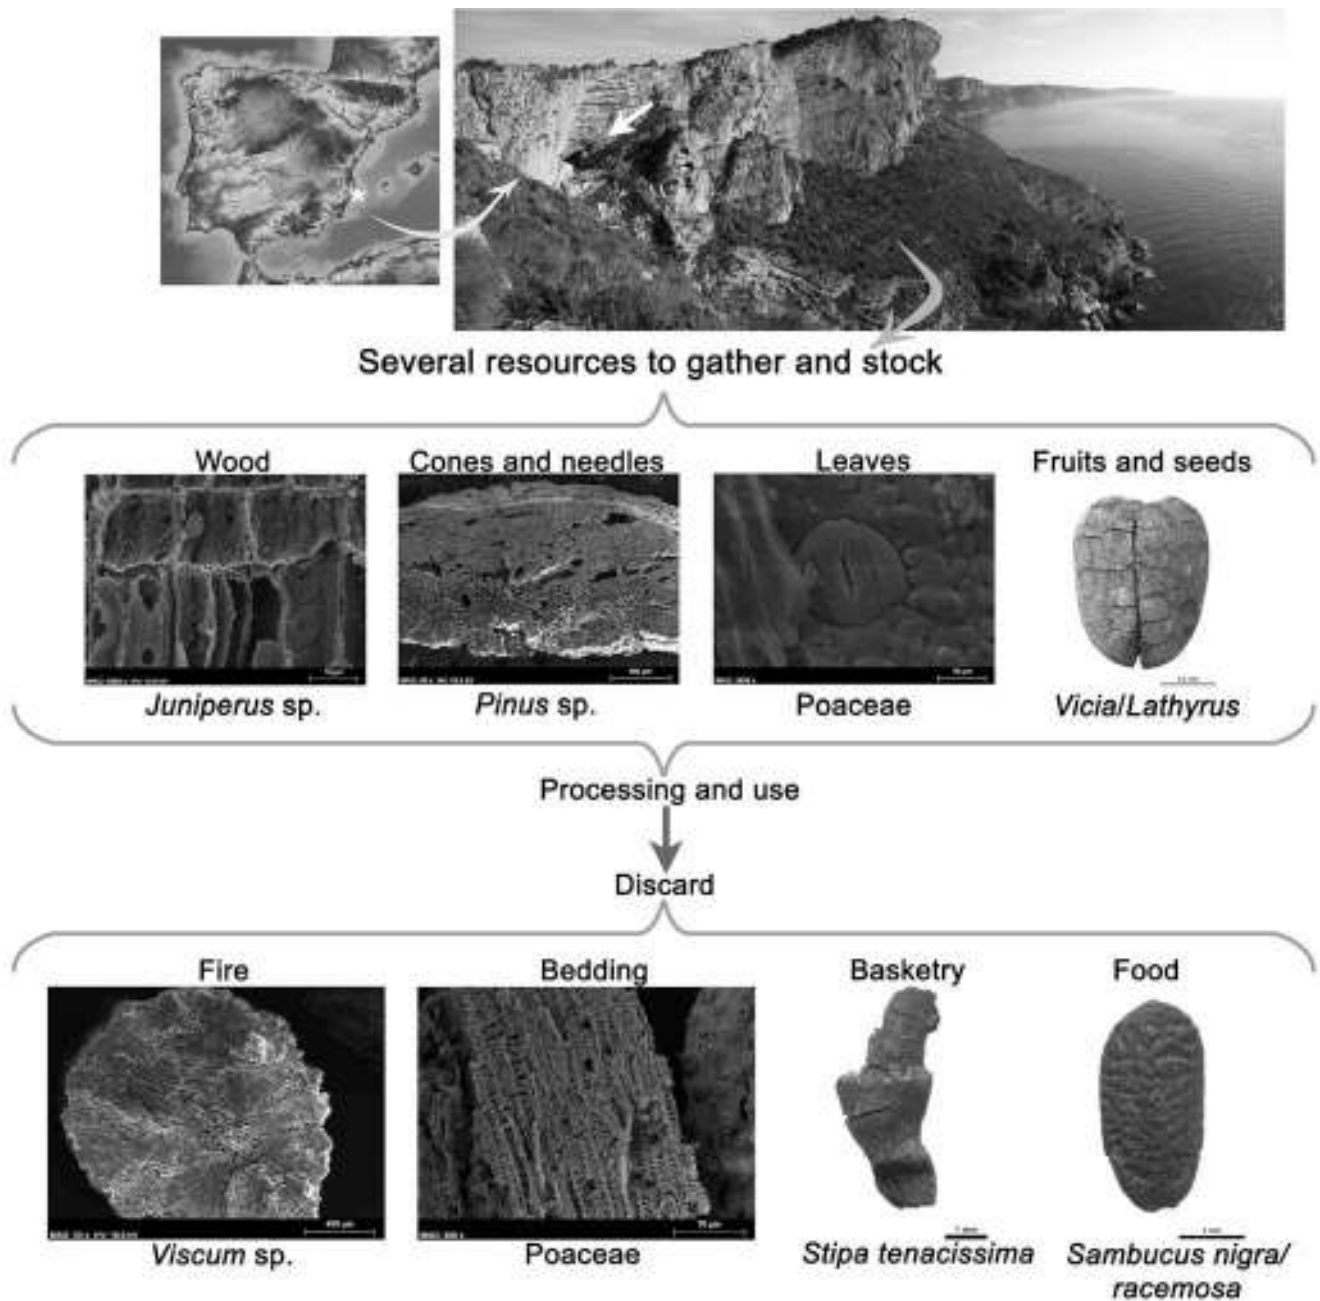 Several resources to gather and stock
Wood
Cones and needles
Leaves
Fruits and seeds
Juniperus sp.
Pinus sp.
Poaceae
Vicia/Lathyrus
Processing and use
Discard
Fire
Bedding
Basketry
Food
Viscum sp.
Poaceae
Stipa tenacissima
Sambucus nigra/
racemosa